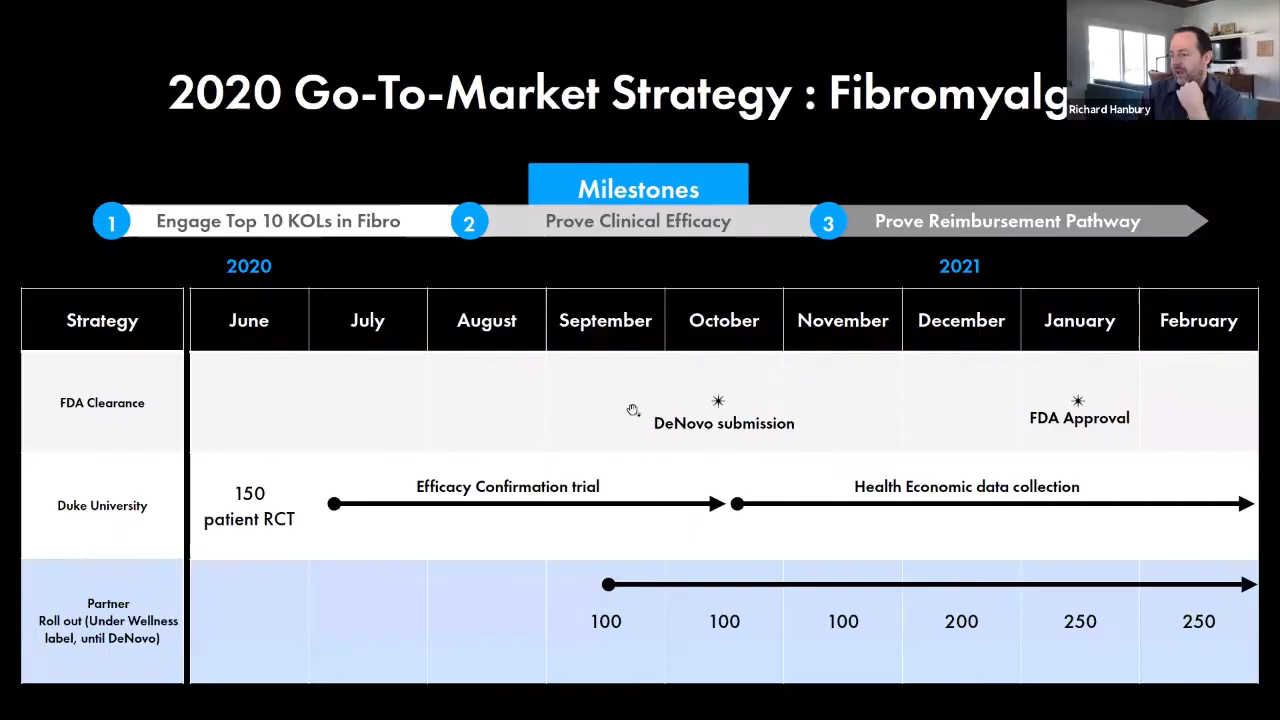 2020 Go-To-Market Strategy : Fibromyalg
Richard Hanbury
Milestones
1 Engage Top 10 KOLs in Fibro 2 Prove Clinical Efficacy 3 Prove Reimbursement Pathway
2020 2021
Strategy June July August September October November December January February
FDA Clearance
DeNovo submission
FDA Approval
Duke University
150
patient RCT
Efficacy Confirmation trial
Health Economic data collection
Partner
Roll out (Under Wellness
label, until DeNovo)
100 100 100 200 250 250